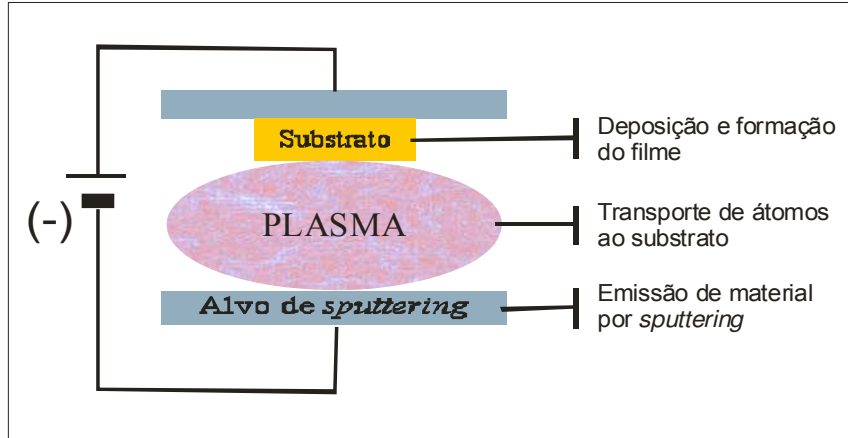 Substrato
Deposição e formação
do filme
(-)
PLASMA
Transporte de átomos
ao substrato
Alvo de sputtering
Emissão de material
por sputtering